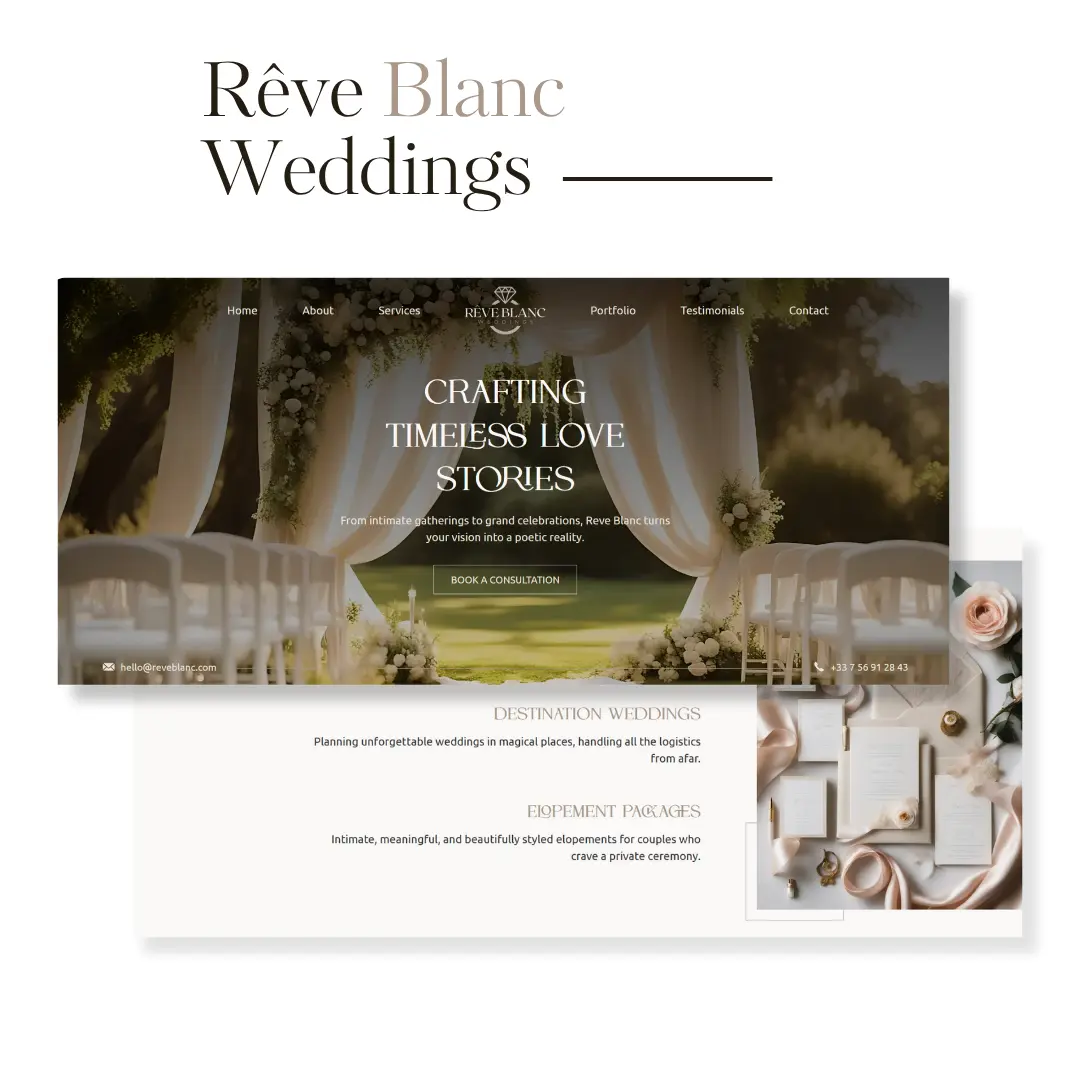 Rêve Blanc
Weddings
Home About Services RÊVE BLANC WEDDINGS Portfolio Testimonials Contact
CRAFTING
TIMELESS LOVE
STORIES
From intimate gatherings to grand celebrations, Reve Blanc turns
your vision into a poetic reality.
BOOK A CONSULTATION
hello@reveblanc.com +33 7 56 91 28 43
DESTINATION WEDDINGS
Planning unforgettable weddings in magical places, handling all the logistics
from afar.
ELOPEMENT PACKAGES
Intimate, meaningful, and beautifully styled elopements for couples who
crave a private ceremony.